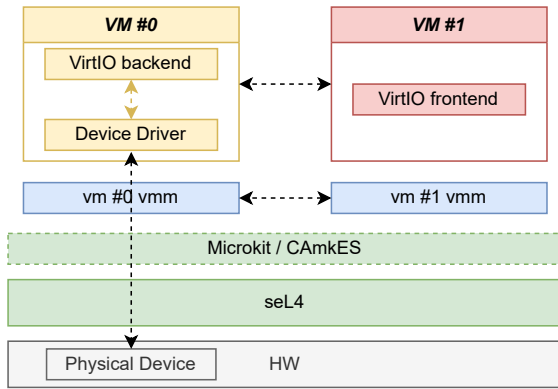 VM #0
VM #1
VirtIO backend
VirtIO frontend
Device Driver
vm #0 vmm
vm #1 vmm
Microkit / CAmkES
seL4
Physical Device
HW